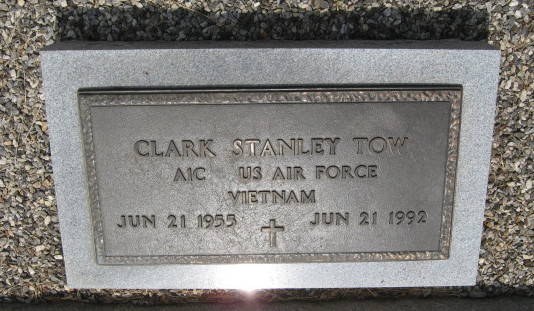 CLARK STANLEY TOW
A1C US AIR FORCE
VIETNAM
JUN 21 1955 JUN 21 1992